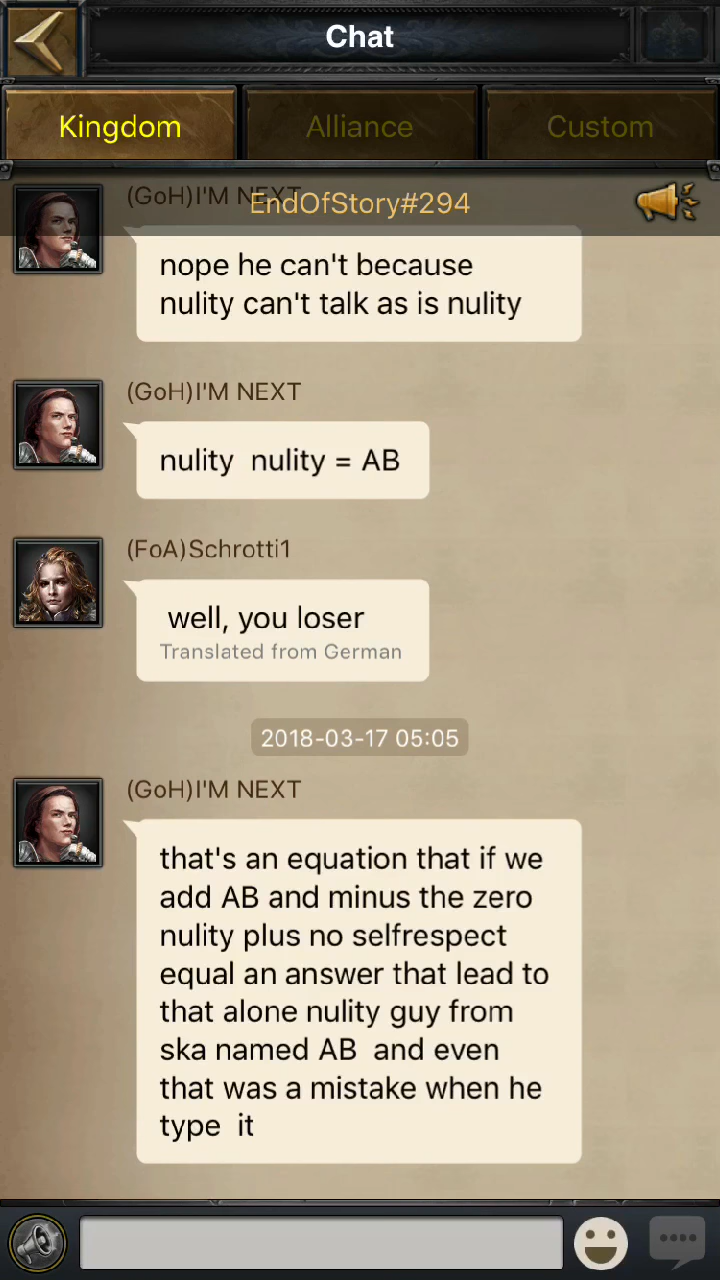 Chat
Kingdom
Alliance
Custom
(GoH)I'M NEXT
EndOfStory#294
nope he can't because
nulity can't talk as is nulity
(GoH)I'M NEXT
nulity  nulity = AB
(FoA)Schrotti1
well, you loser
Translated from German
2018-03-17 05:05
(GoH)I'M NEXT
that's an equation that if we
add AB and minus the zero
nulity plus no selfrespect
equal an answer that lead to
that alone nulity guy from
ska named AB  and even
that was a mistake when he
type  it